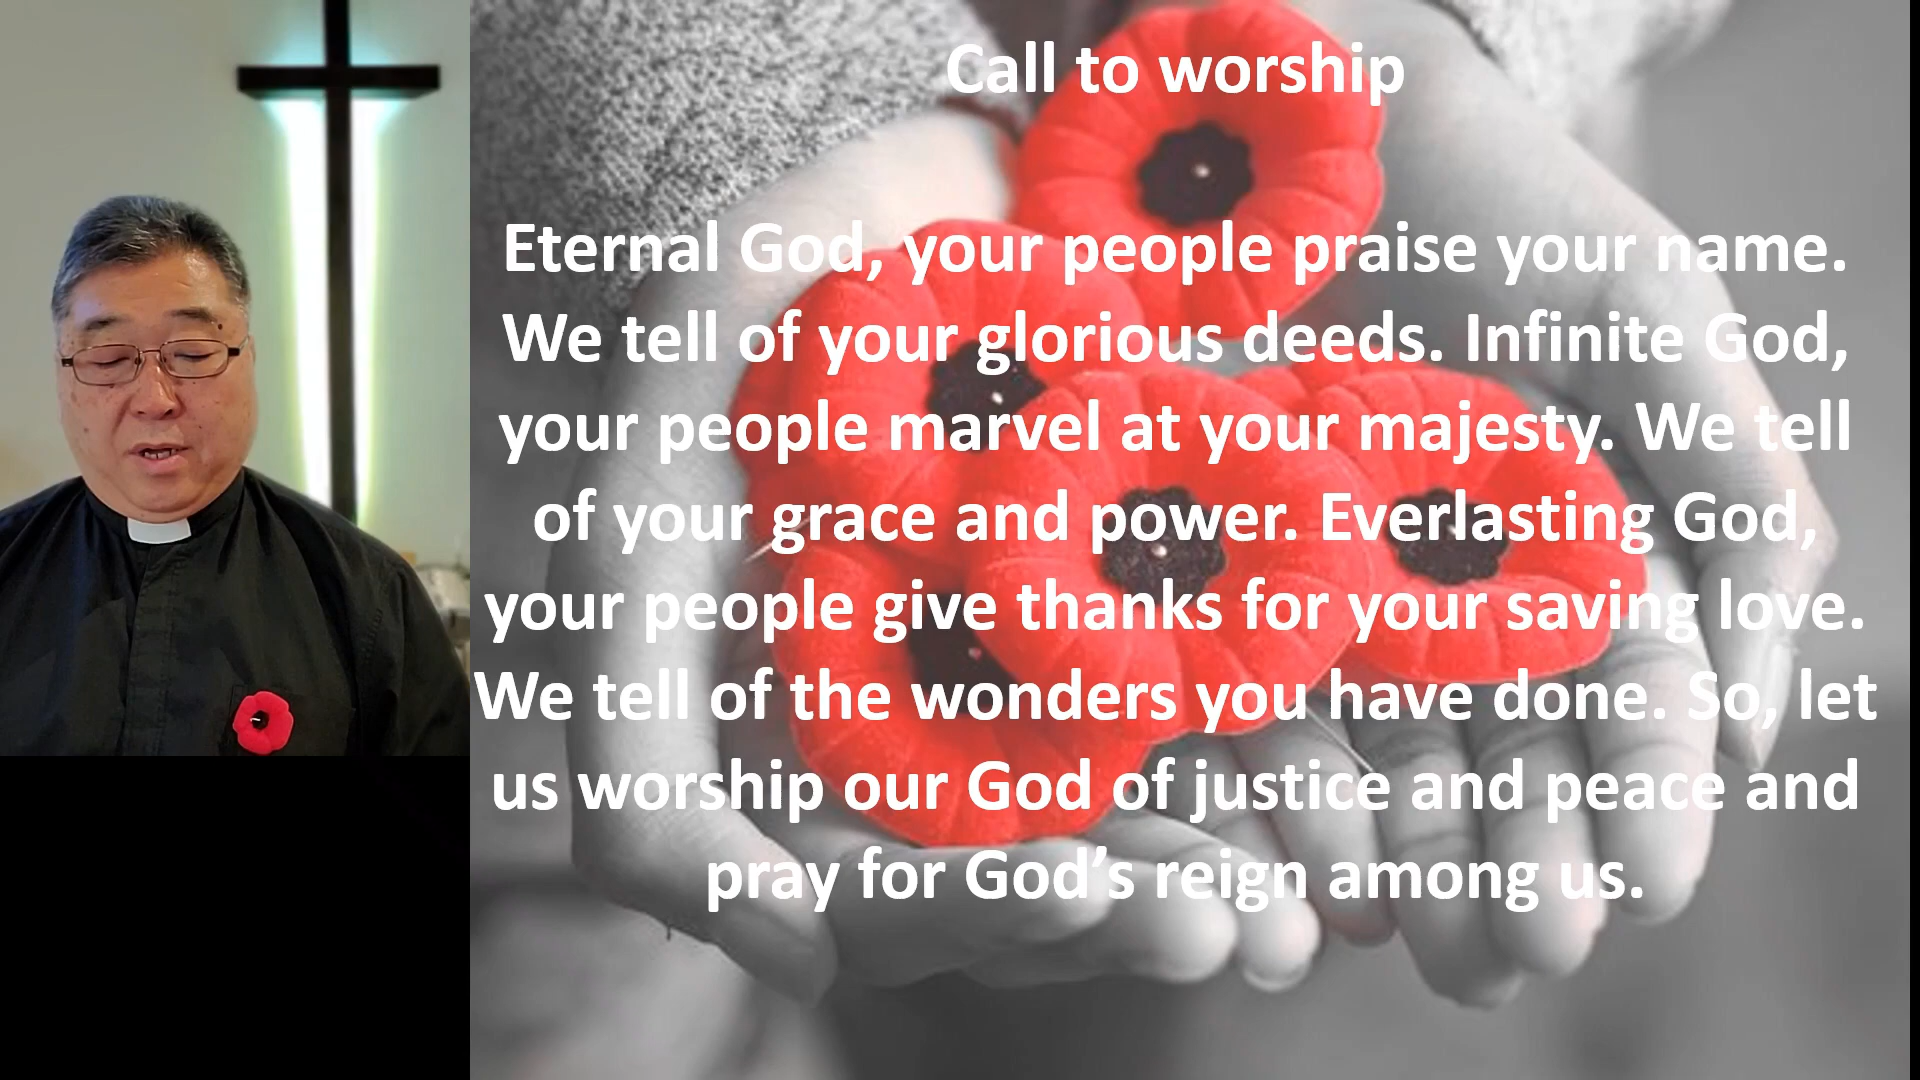 Call to worship
Eternal God, your people praise your name.
We tell of your glorious deeds. Infinite God,
your people marvel at your majesty. We tell
of your grace and power. Everlasting God,
your people give thanks for your saving love.
We tell of the wonders you have done. So, let
us worship our God of justice and peace and
pray for God’s reign among us.